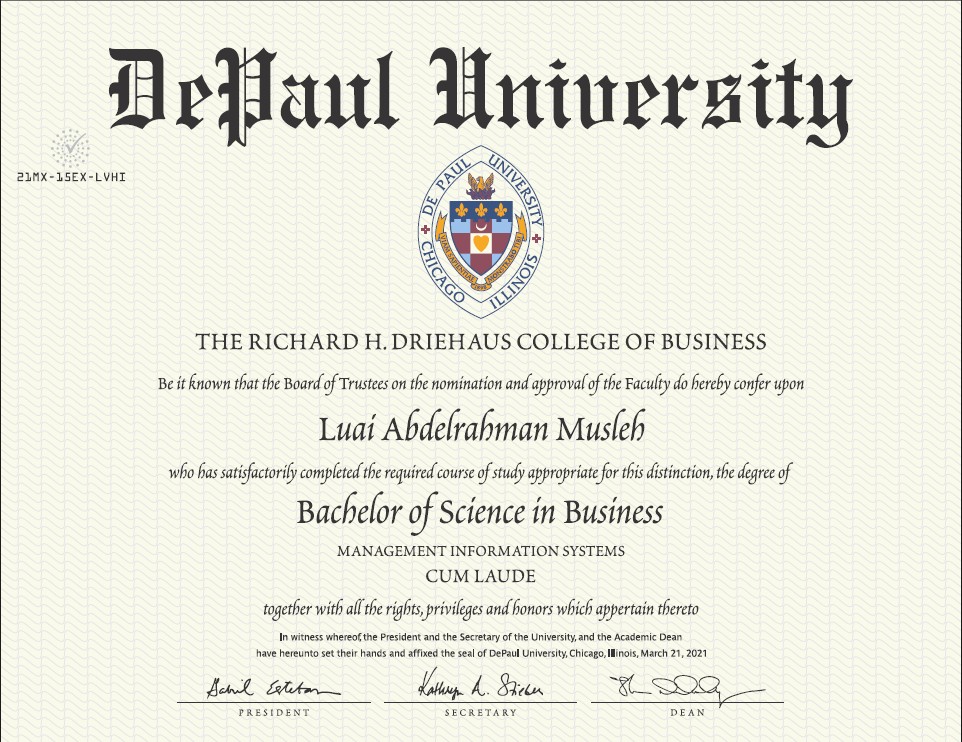 DePaul University
21MX-15EX-LVHI
DE PAUL UNIVERSITY
CHICAGO ILLINOIS
THE RICHARD H. DRIEHAUS COLLEGE OF BUSINESS
Be it known that the Board of Trustees on the nomination and approval of the Faculty do hereby confer upon
Luai Abdelrahman Musleh
who has satisfactorily completed the required course of study appropriate for this distinction, the degree of
Bachelor of Science in Business
MANAGEMENT INFORMATION SYSTEMS
CUM LAUDE
together with all the rights, privileges and honors which appertain thereto
In witness whereof, the President and the Secretary of the University, and the Academic Dean
have hereunto set their hands and affixed the seal of DePaul University, Chicago, Illinois, March 21, 2021
Kathryn A. Stieber
PRESIDENT SECRETARY DEAN